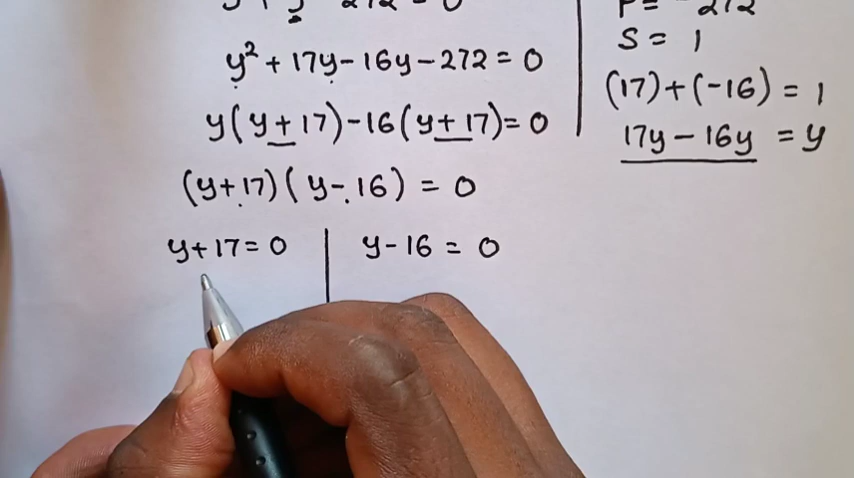 y² + 17y - 16y - 272 = 0
y(y + 17) - 16(y + 17) = 0
(y + 17)(y - 16) = 0
y + 17 = 0
y - 16 = 0
S = 1
(17) + (-16) = 1
17y - 16y = y